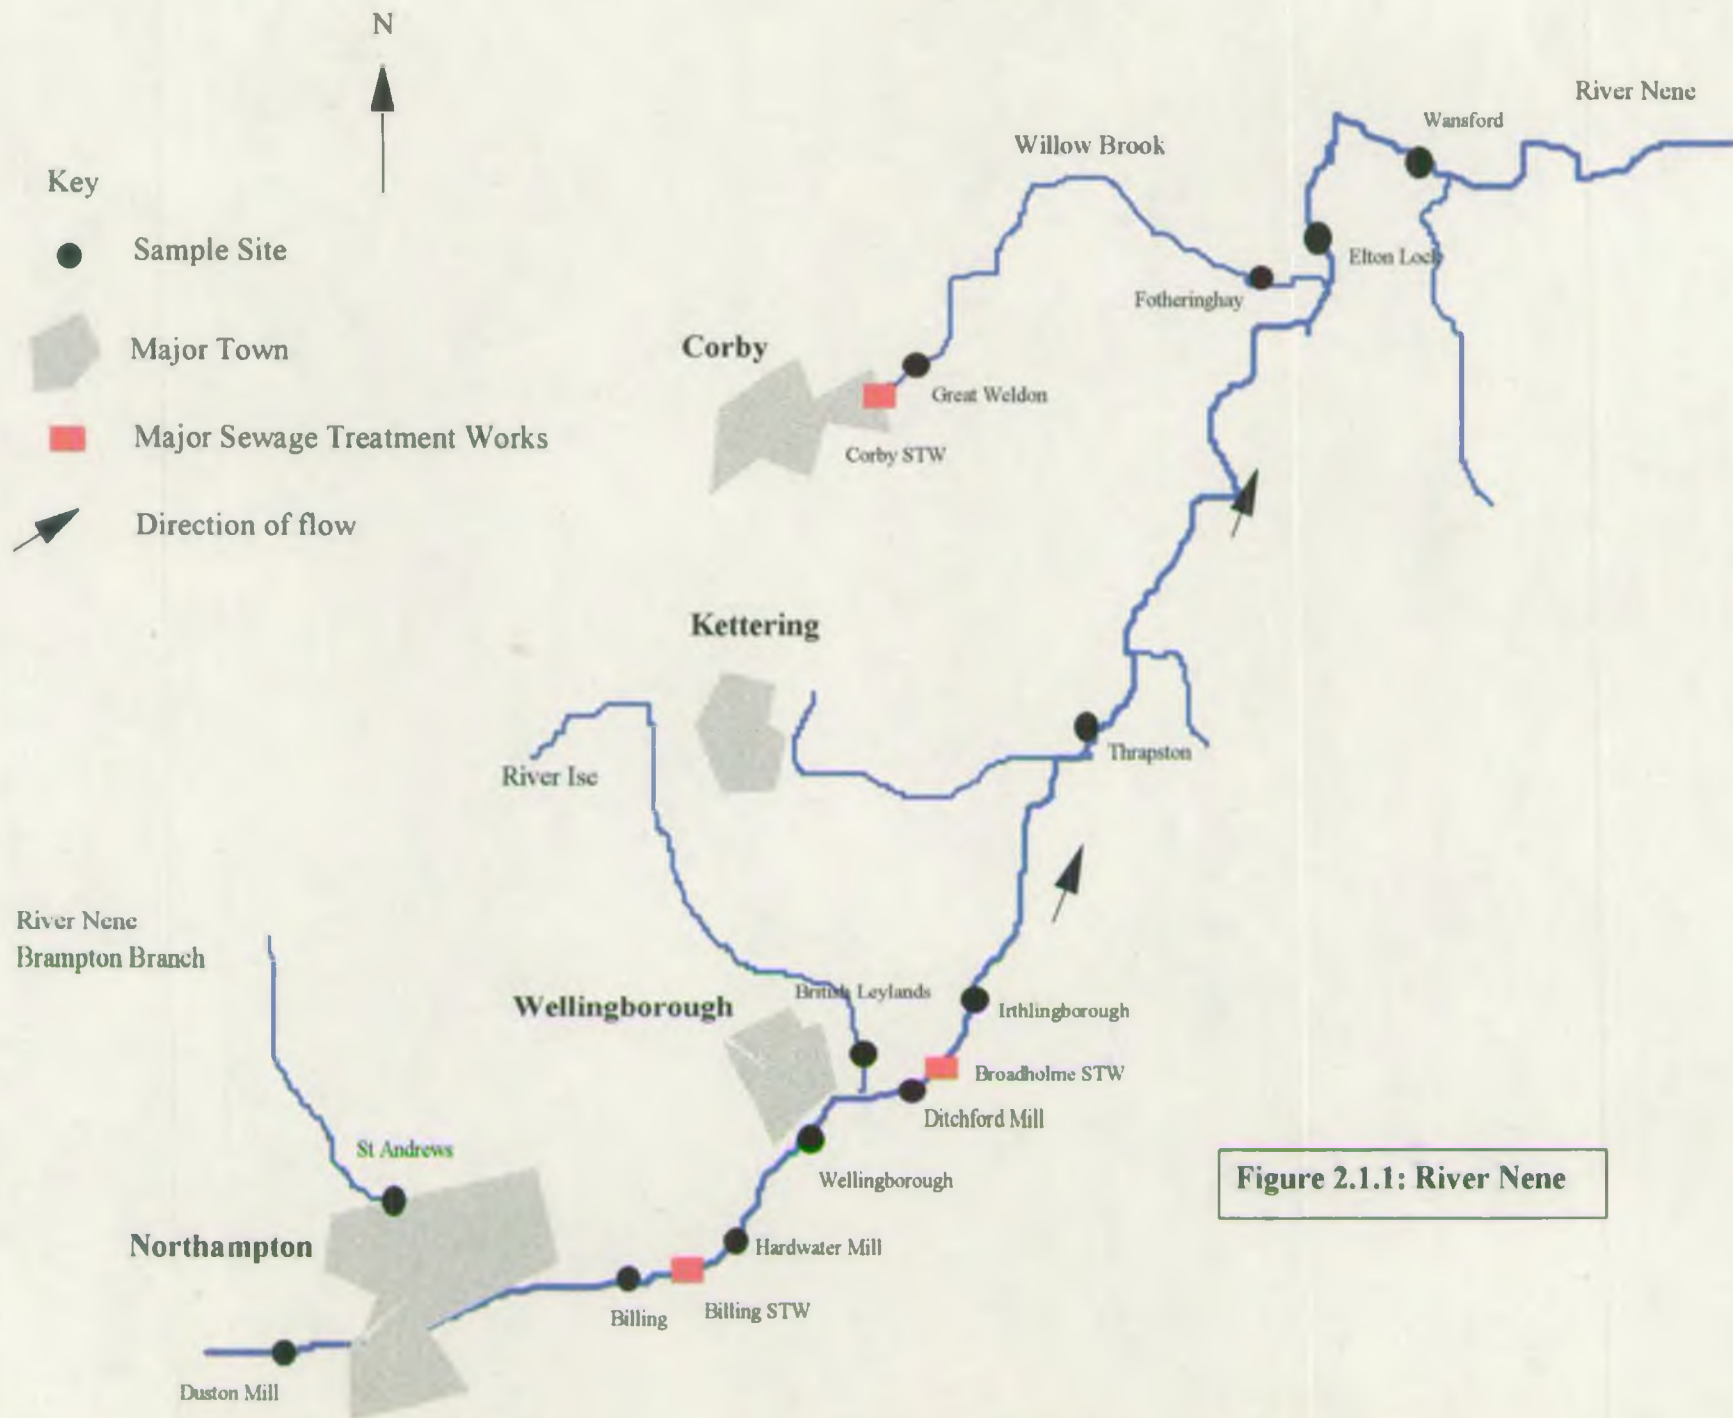 N
River Nene
Wansford
Willow Brook
Key
Sample Site
Elton Lock
Fotheringhay
Major Town
Corby
Great Weldon
Major Sewage Treatment Works
Corby STW
Direction of flow
Kettering
Thrapston
River Ise
River Nene
Brampton Branch
British Leylands
Wellingborough
Irthlingborough
Broadholme STW
Ditchford Mill
St Andrews
Wellingborough
Figure 2.1.1: River Nene
Northampton
Hardwater Mill
Billing
Billing STW
Duston Mill